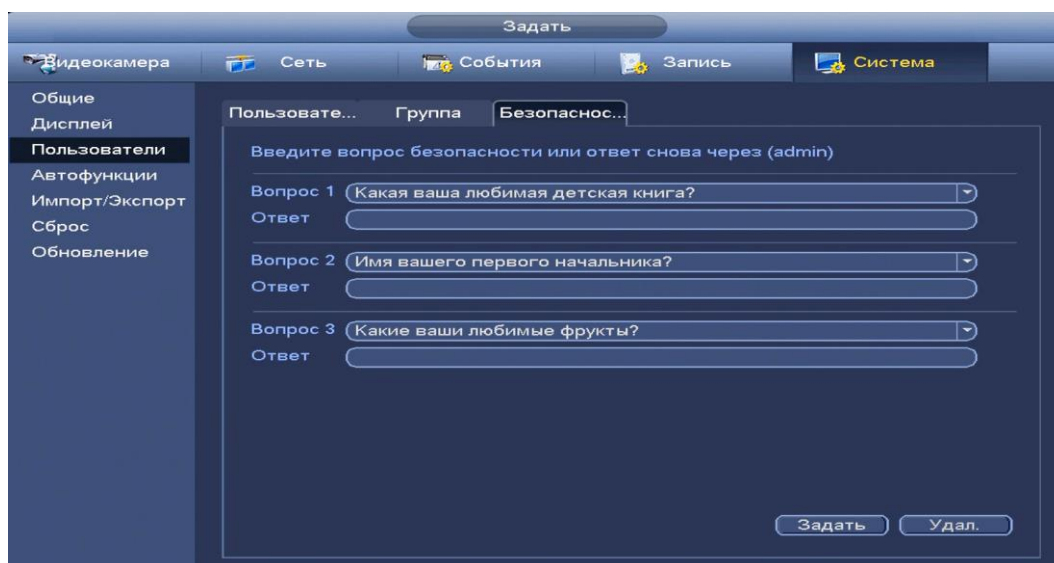 Задать
Видеокамера Сеть События Запись Система
Общие
Дисплей
Пользователи
Автофункции
Импорт/Экспорт
Сброс
Обновление
Пользовате... Группа Безопаснос...
Введите вопрос безопасности или ответ снова через (admin)
Вопрос 1 Какая ваша любимая детская книга?
Ответ
Вопрос 2 Имя вашего первого начальника?
Ответ
Вопрос 3 Какие ваши любимые фрукты?
Ответ
Задать Удал.